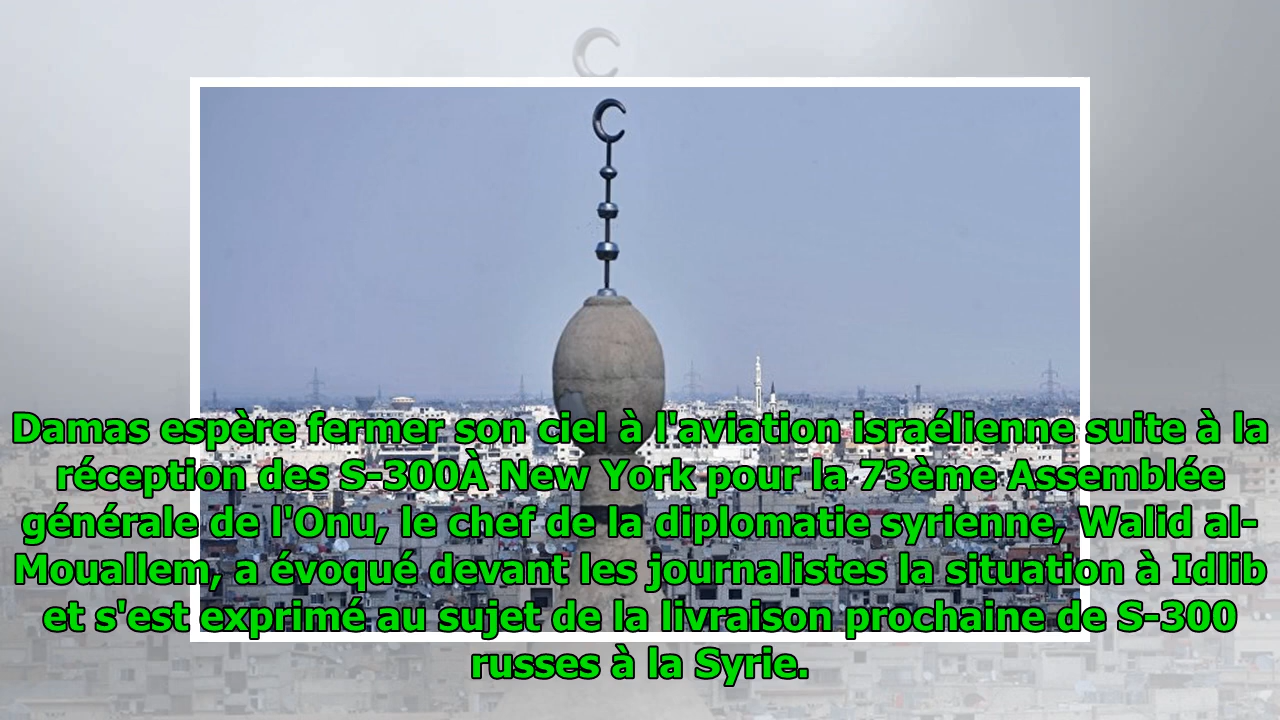 Damas espère fermer son ciel à l'aviation israélienne suite à la
réception des S-300À New York pour la 73ème Assemblée
générale de l'Onu, le chef de la diplomatie syrienne, Walid al-
Mouallem, a évoqué devant les journalistes la situation à Idlib
et s'est exprimé au sujet de la livraison prochaine de S-300
russes à la Syrie.